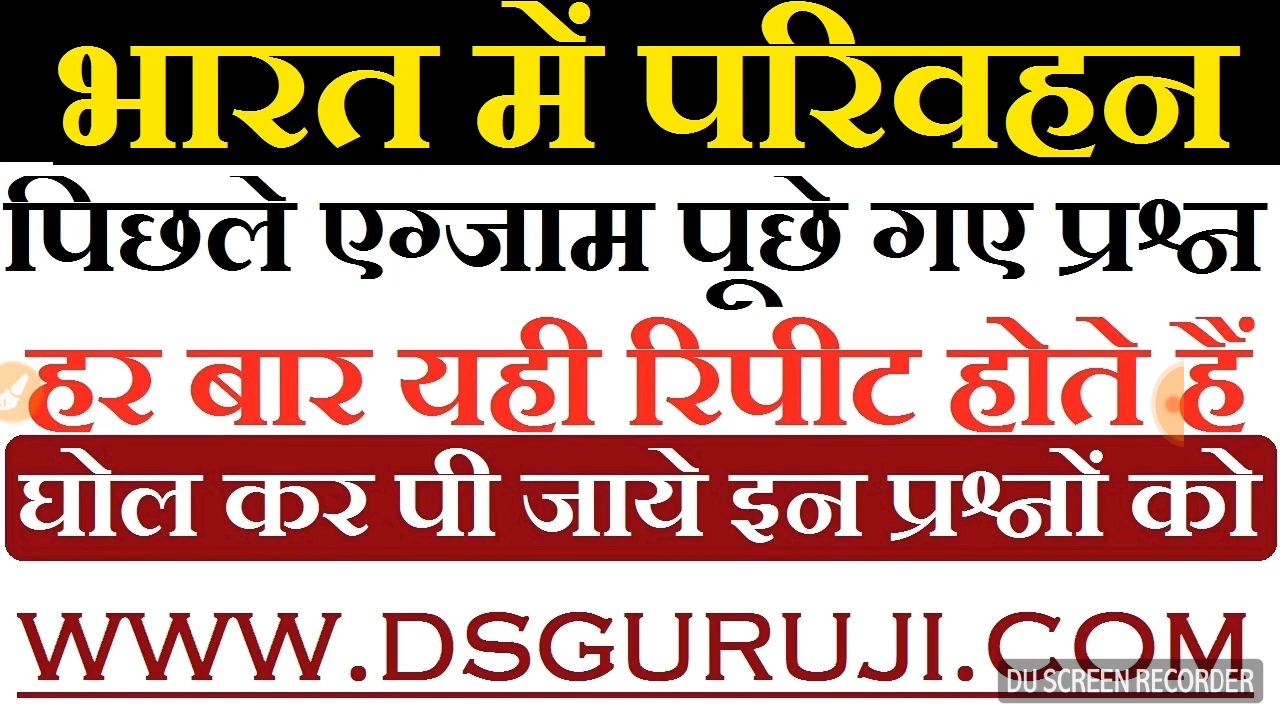 भारत में परिवहन
पिछले एग्जाम पूछे गए प्रश्न
हर बार यही रिपीट होते हैं
घोल कर पी जाये इन प्रश्नों को
WWW.DSGURUJI.COM
DU SCREEN RECORDER